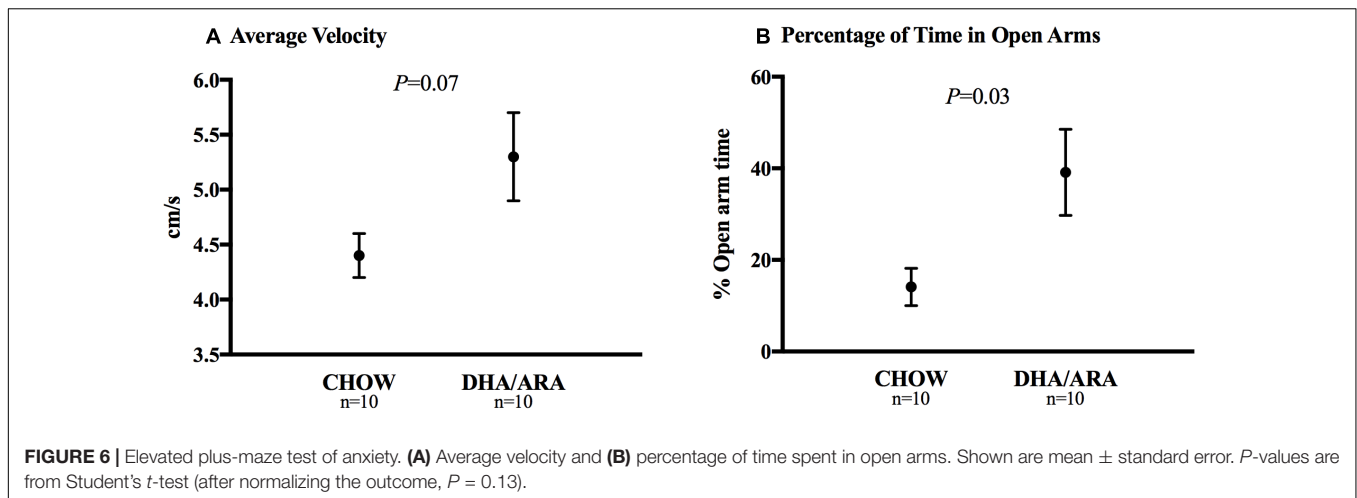 A Average Velocity
6.0
5.5
5.0
4.5
4.0
3.5
cm/s
P=0.07
CHOW
n=10
DHA/ARA
n=10
B Percentage of Time in Open Arms
60
40
20
0
% Open arm time
P=0.03
CHOW
n=10
DHA/ARA
n=10
FIGURE 6 | Elevated plus-maze test of anxiety. (A) Average velocity and (B) percentage of time spent in open arms. Shown are mean ± standard error. P-values are
from Student's t-test (after normalizing the outcome, P = 0.13).